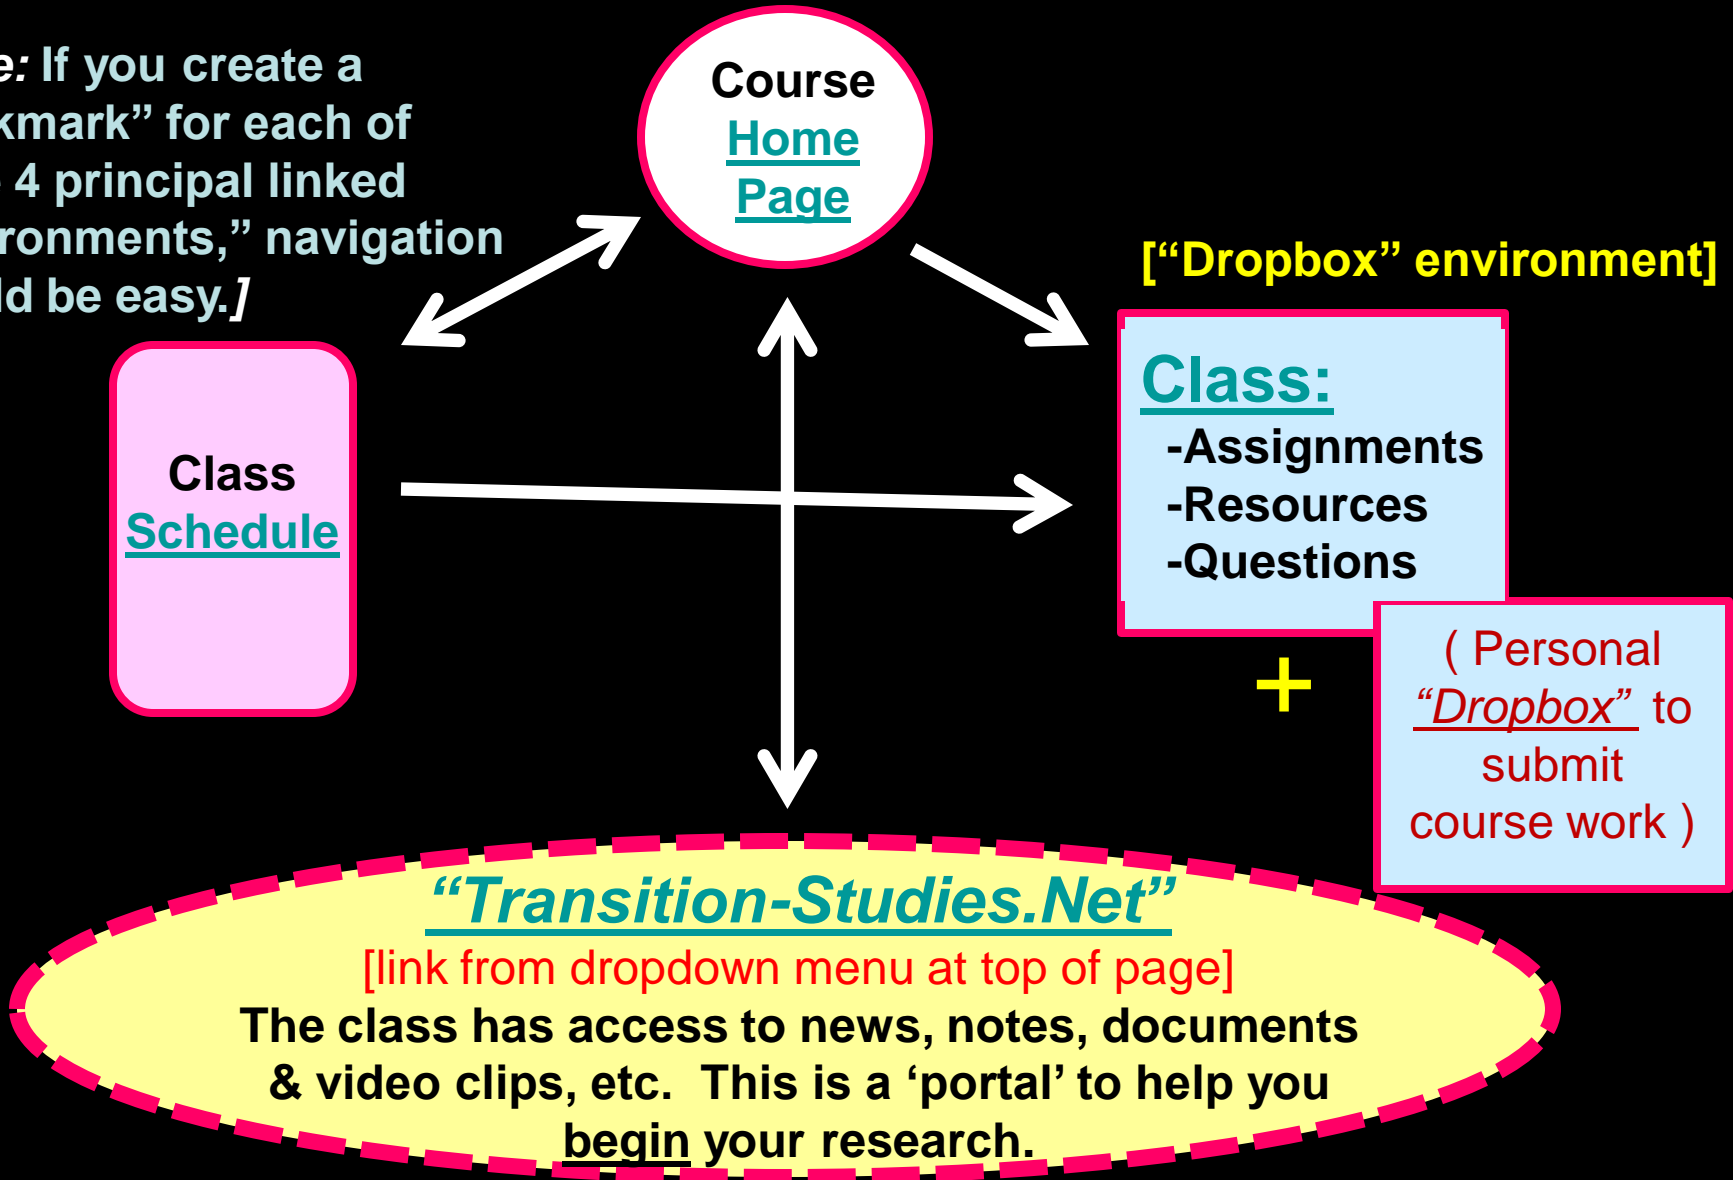 e: If you create a
kmark” for each of
e 4 principal linked
ronments,” navigation
ld be easy.]
Course
Home
Page
[“Dropbox” environment]
Class:
-Assignments
-Resources
-Questions
Class
Schedule
+
( Personal
“Dropbox” to
submit
course work )
“Transition-Studies.Net”
[link from dropdown menu at top of page]
The class has access to news, notes, documents
& video clips, etc. This is a ‘portal’ to help you
begin your research.